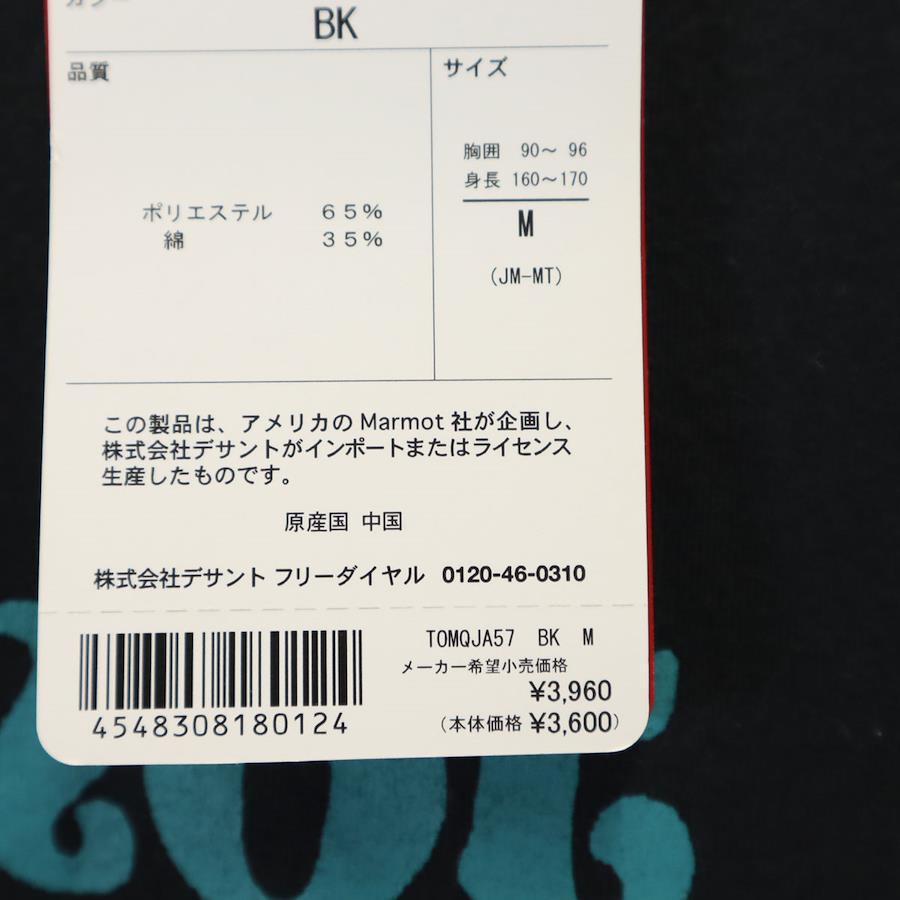 カラー
BK
品質
サイズ
胸囲 90～ 96
身長 160～170
M
(JM-MT)
ポリエステル 65%
綿 35%
この製品は、アメリカの Marmot 社が企画し、
株式会社デサントがインポートまたはライセンス
生産したものです。
原産国 中国
株式会社デサント フリーダイヤル 0120-46-0310
TOMQJA57 BK M
メーカー希望小売価格
¥3,960
(本体価格 ¥3,600)
4548308180124